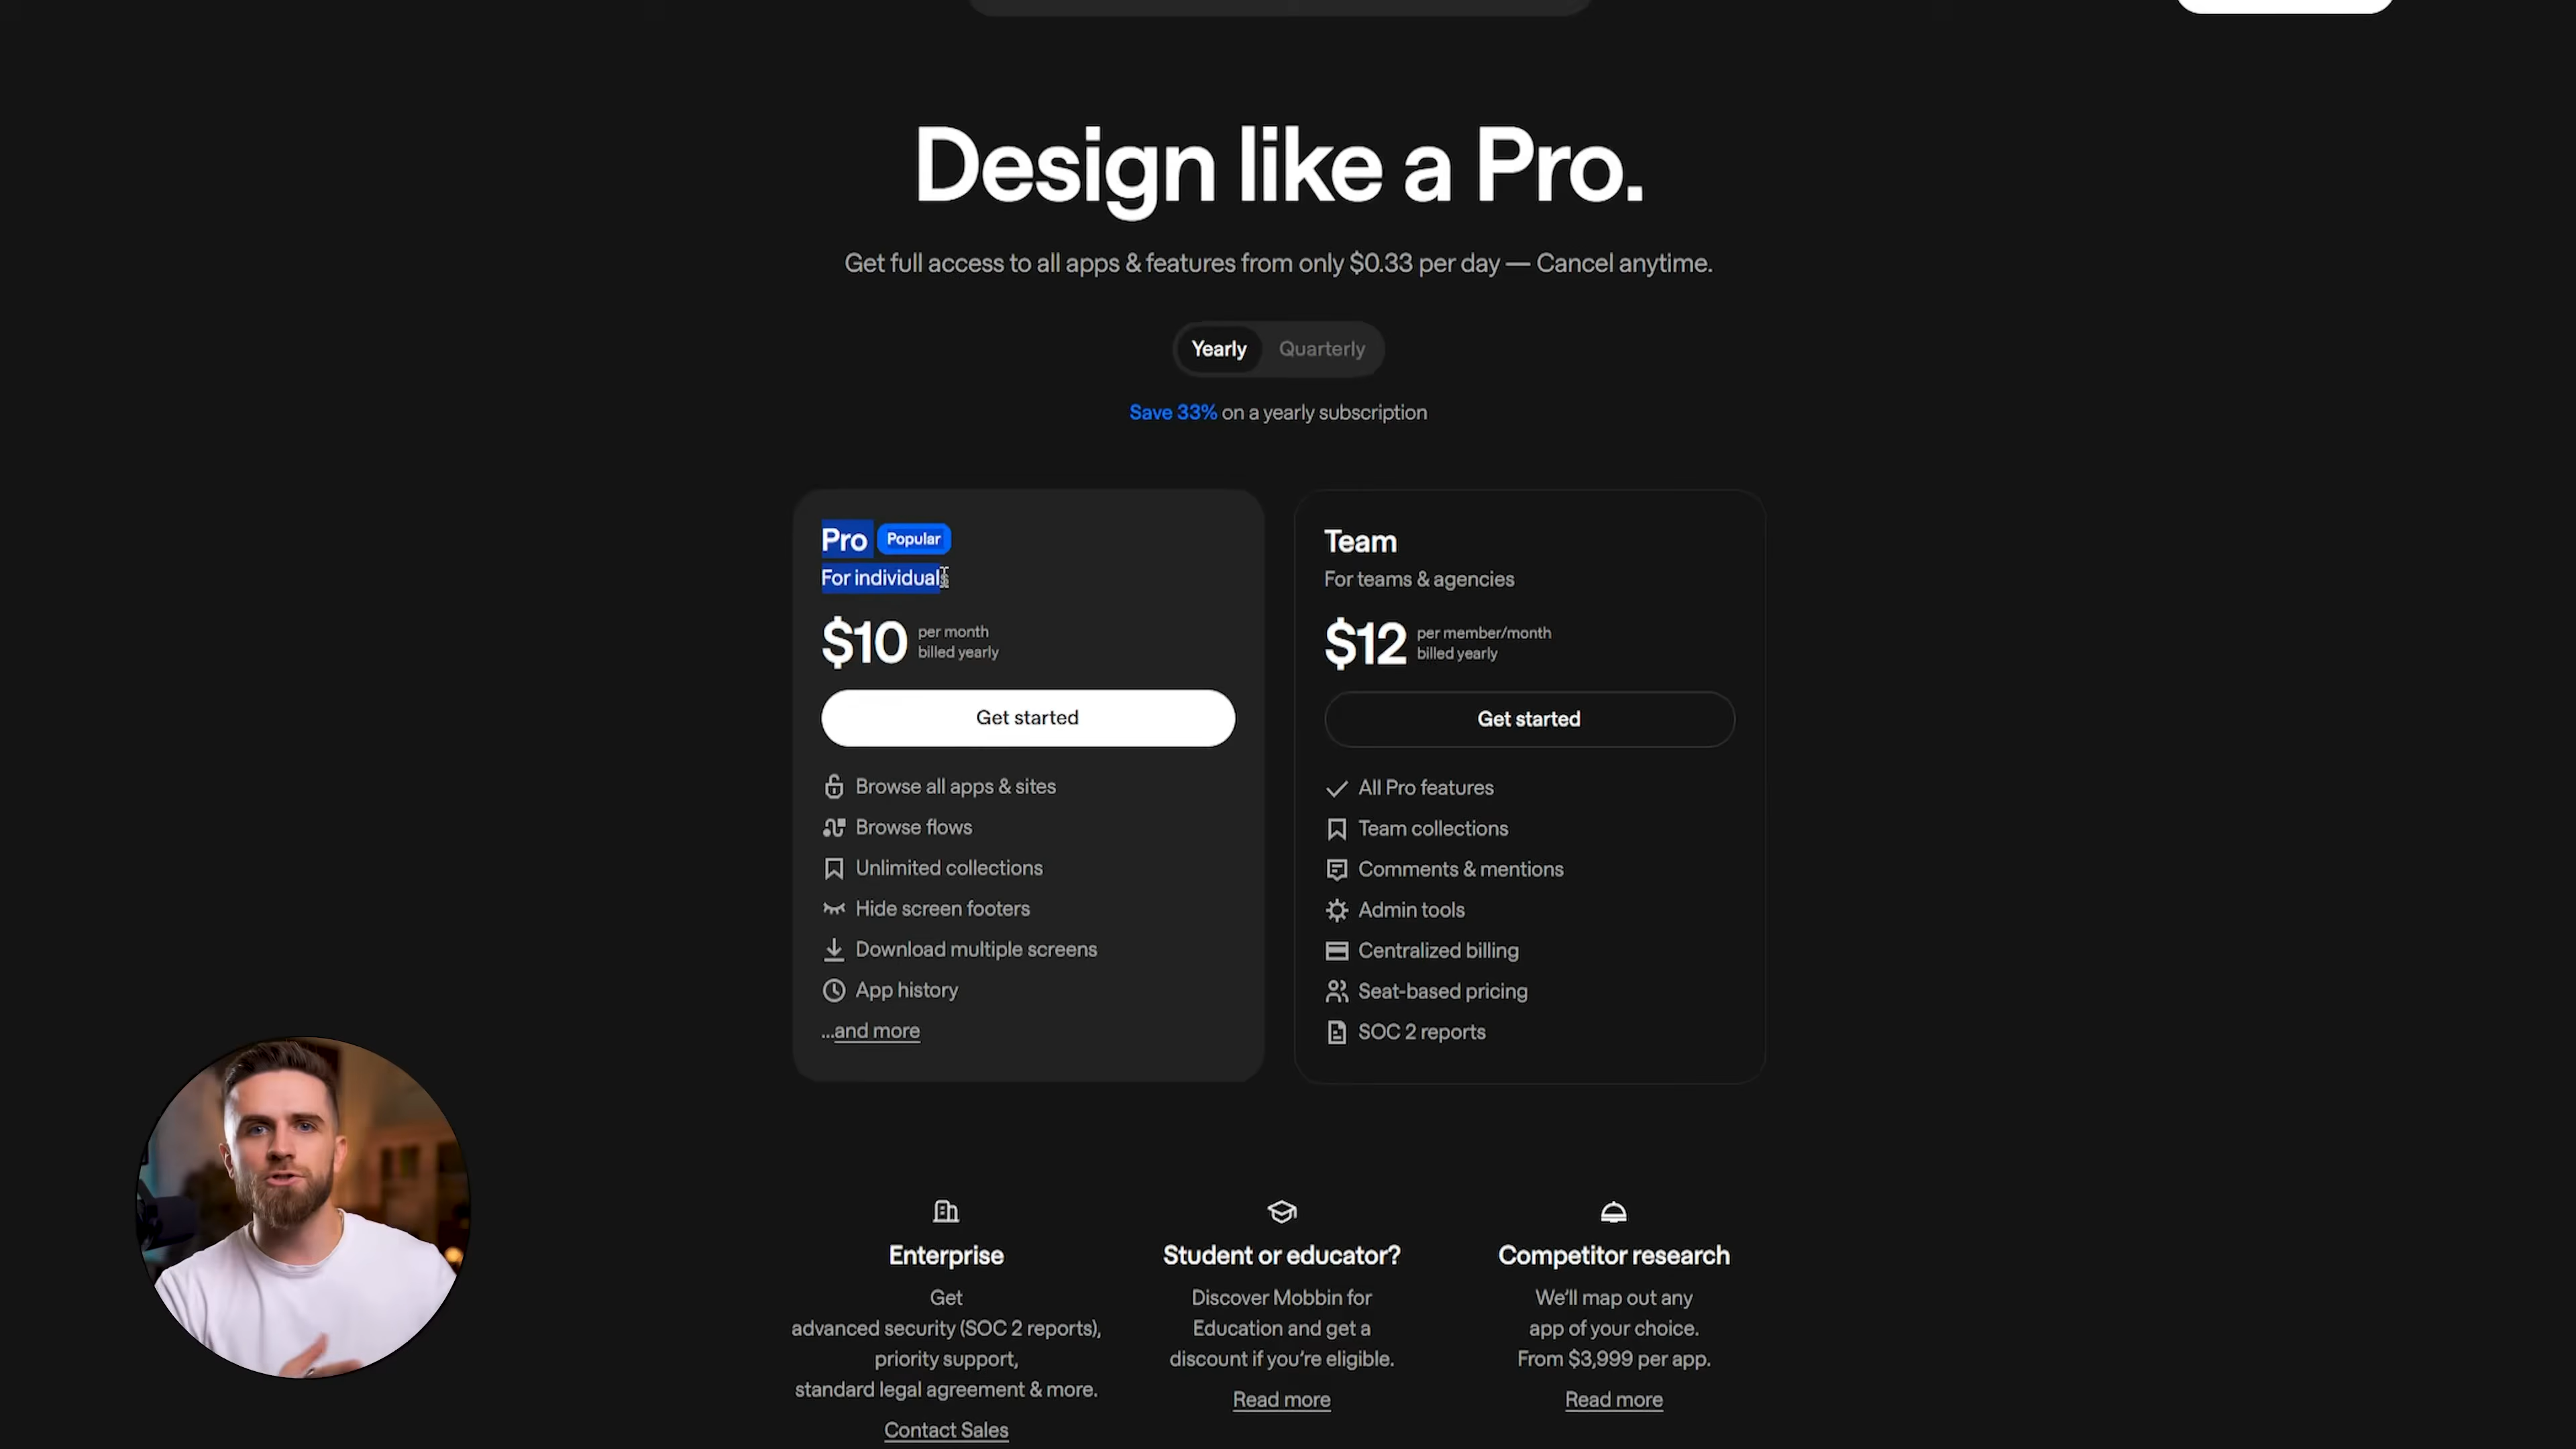 Design like a Pro.
Get full access to all apps & features from only $0.33 per day — Cancel anytime.
Yearly
Quarterly
Save 33% on a yearly subscription
Pro
Popular
For individuals
$10
per month
billed yearly
Get started
Browse all apps & sites
Browse flows
Unlimited collections
Hide screen footers
Download multiple screens
App history
...and more
Team
For teams & agencies
$12
per member/month
billed yearly
Get started
All Pro features
Team collections
Comments & mentions
Admin tools
Centralized billing
Seat-based pricing
SOC 2 reports
Enterprise
Get
advanced security (SOC 2 reports),
priority support,
standard legal agreement & more.
Contact Sales
Student or educator?
Discover Mobbin for
Education and get a
discount if you're eligible.
Read more
Competitor research
We'll map out any
app of your choice.
From $3,999 per app.
Read more